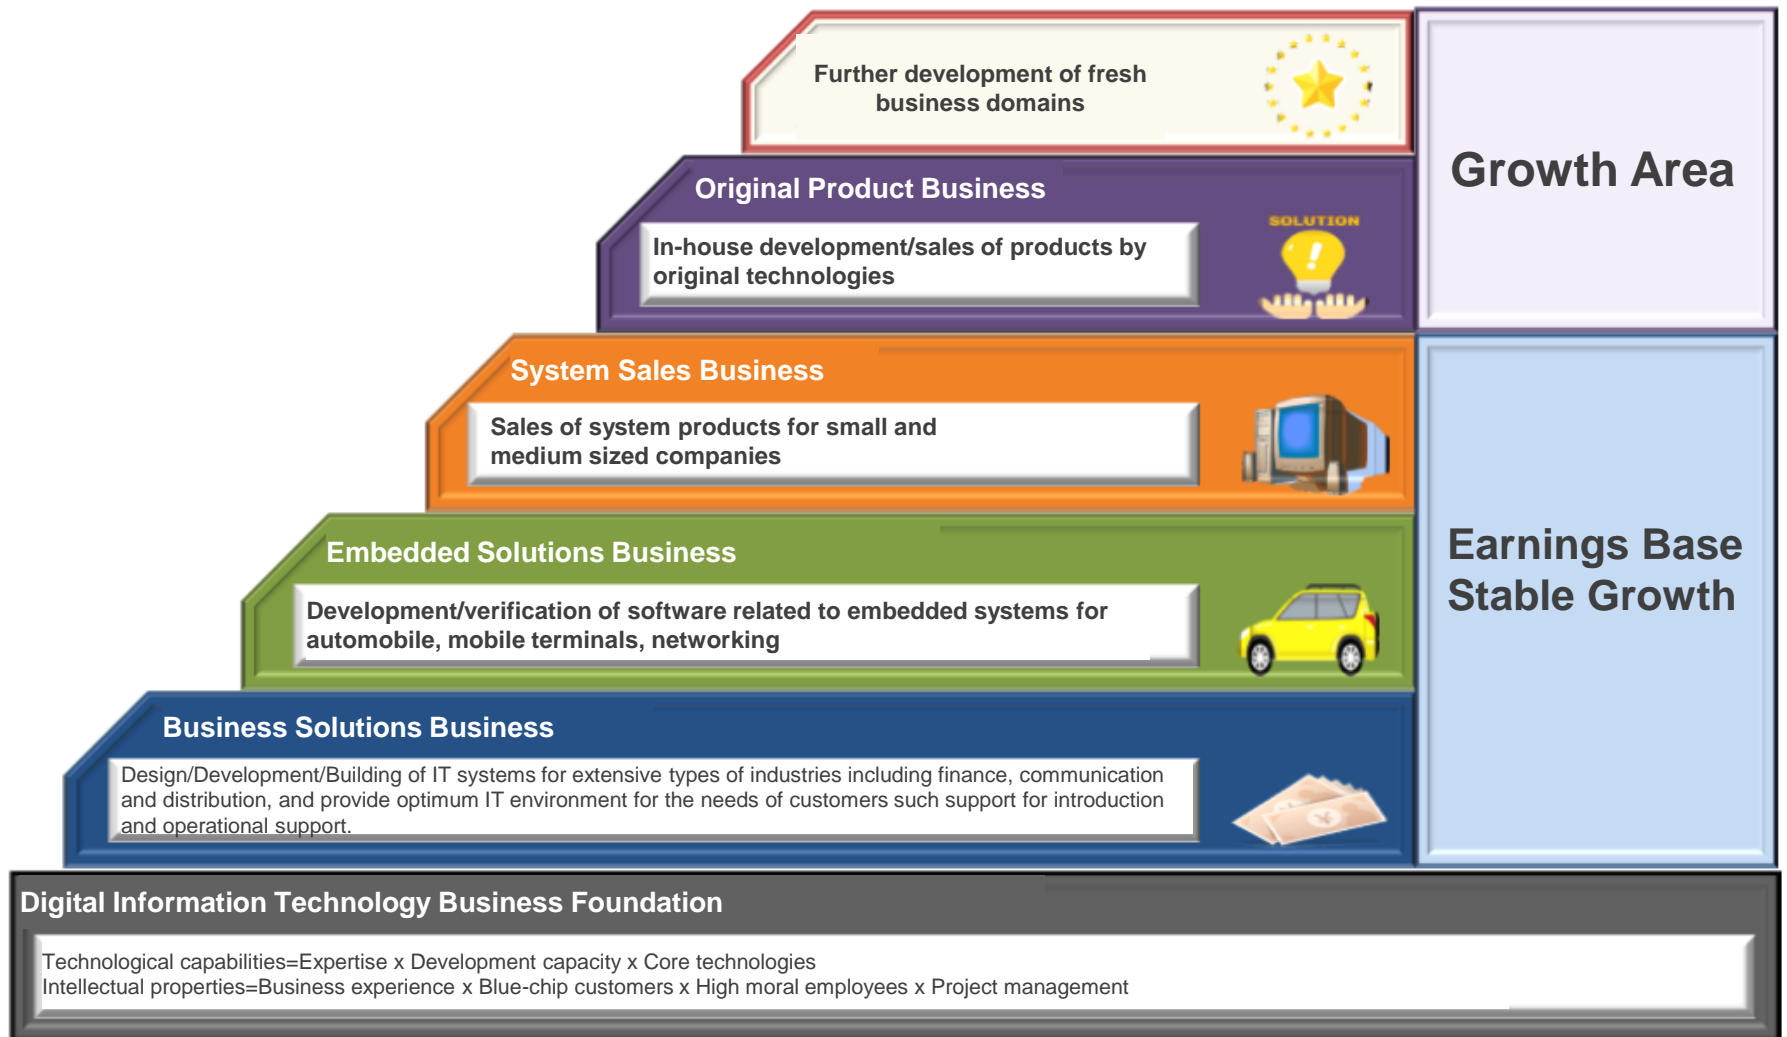 Further development of fresh
business domains
Growth Area
Original Product Business
SOLUTION
In-house development/sales of products by
original technologies
System Sales Business
Sales of system products for small and
medium sized companies
Earnings Base
Stable Growth
Embedded Solutions Business
Development/verification of software related to embedded systems for
automobile, mobile terminals, networking
Business Solutions Business
Design/Development/Building of IT systems for extensive types of industries including finance, communication
and distribution, and provide optimum IT environment for the needs of customers such support for introduction
and operational support.
¥
Digital Information Technology Business Foundation
Technological capabilities=Expertise x Development capacity x Core technologies
Intellectual properties=Business experience x Blue-chip customers x High moral employees x Project management